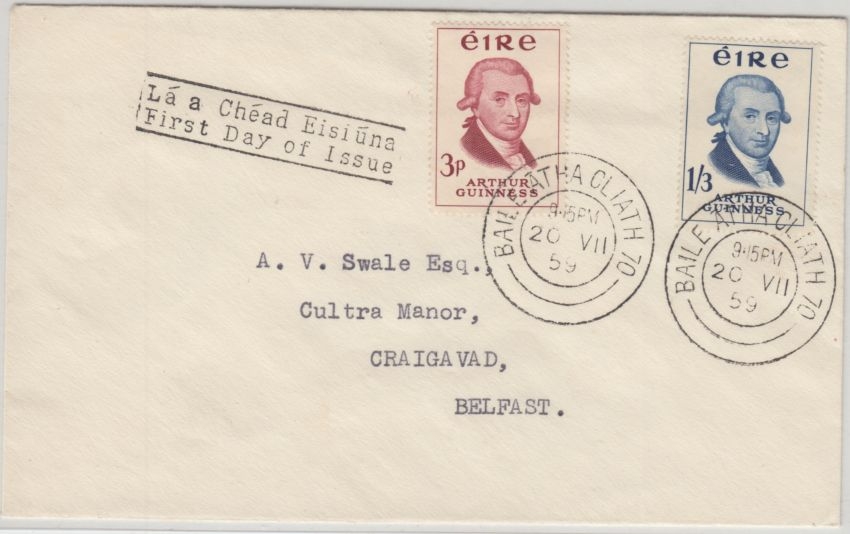 Lá a Chéad Eisiúna
First Day of Issue
éire
3p
ARTHUR
GUINNESS
éire
1/3
ARTHUR
GUINNESS
BAILE ÁTHA CLIATH 70
9·15PM
20 VII
59
BAILE ÁTHA CLIATH 70
9·15PM
20 VII
59
A. V. Swale Esq.,
Cultra Manor,
CRAIGAVAD,
BELFAST.